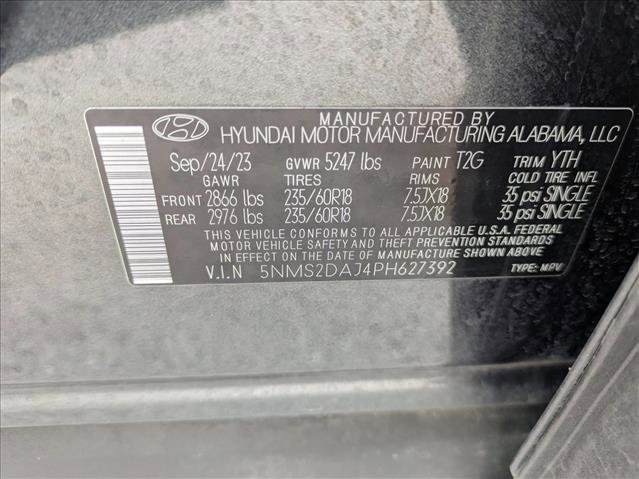 MANUFACTURED BY
HYUNDAI MOTOR MANUFACTURING ALABAMA, LLC
Sep/24/23 GVWR 5247 lbs PAINT T2G TRIM YTH
GAWR TIRES RIMS COLD TIRE INFL
FRONT 2866 lbs 235/60R18 7.5JX18 35 psi SINGLE
REAR 2976 lbs 235/60R18 7.5JX18 35 psi SINGLE
THIS VEHICLE CONFORMS TO ALL APPLICABLE U.S.A. FEDERAL
MOTOR VEHICLE SAFETY AND THEFT PREVENTION STANDARDS
IN EFFECT ON THE DATE OF MANUFACTURE SHOWN ABOVE.
V.I.N 5NMS2DAJ4PH627392 TYPE: MPV